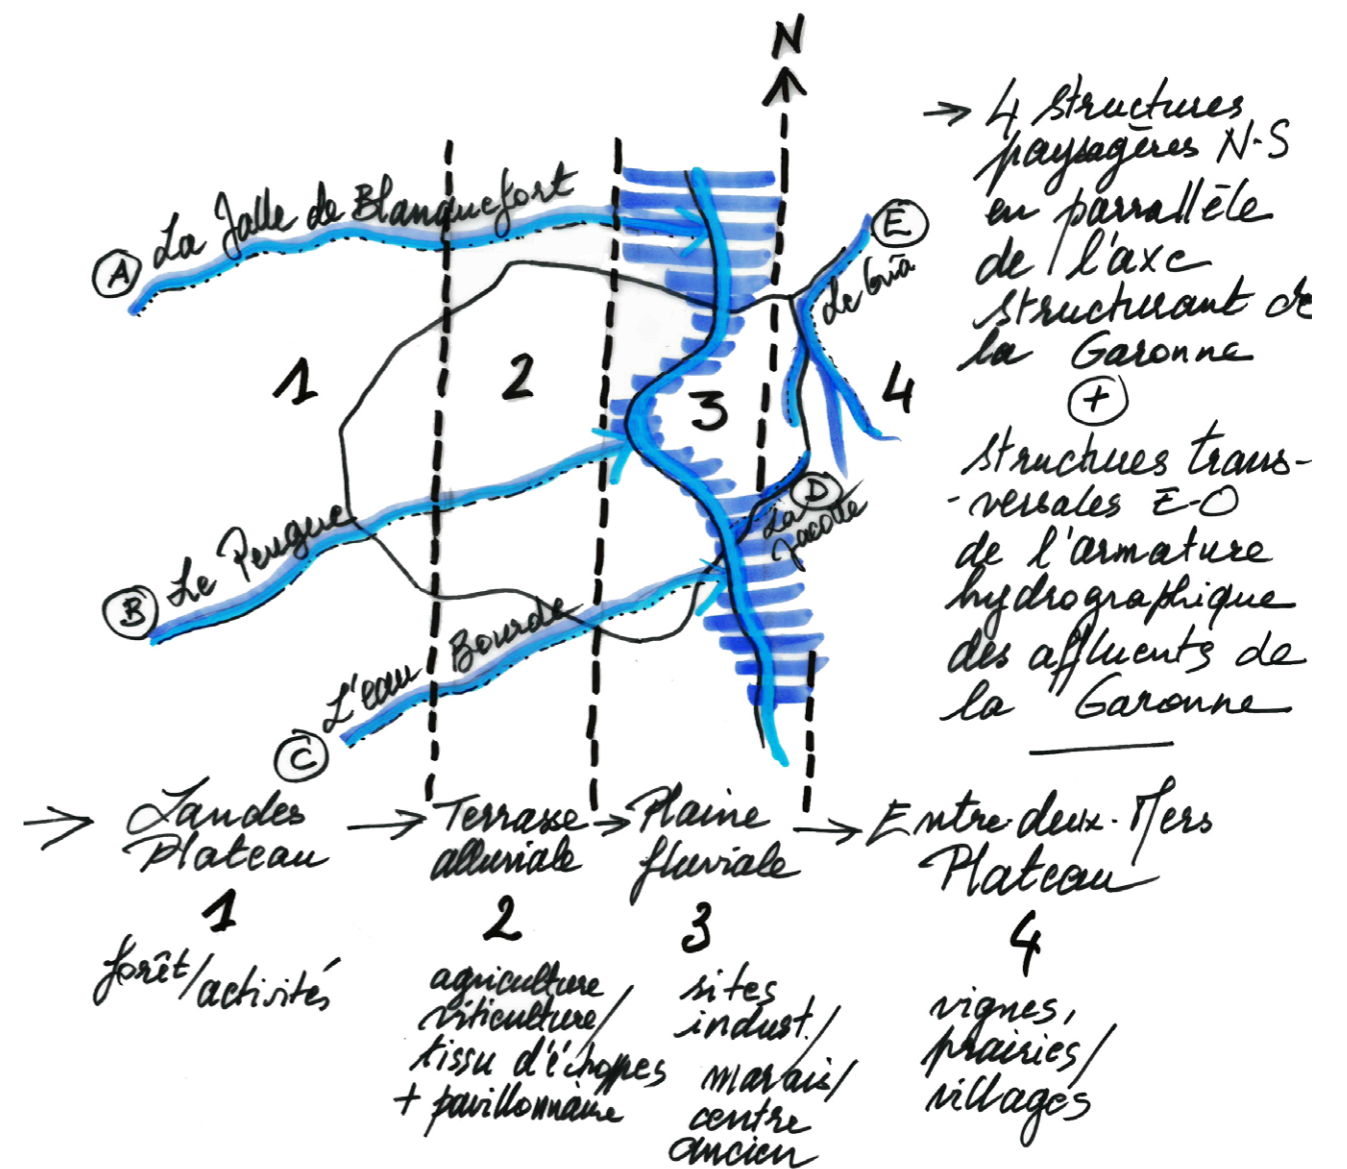 N
→ 4 structures
paysagères N-S
en parrallèle
de l'axe
structurant de
la Garonne
+
structures trans-
-versales E-O
de l'armature
hydrographique
des affluents de
la Garonne
A La Jalle de Blanquefort
E
Le Guâ
1
2
3
4
B Le Peugue
D
La
Jacotte
C L'eau Bourde
→ Landes
Plateau
1
forêt/activités
→ Terrasse
alluviale
2
agriculture
viticulture/
tissu d'échoppes
+ pavillonnaire
→ Plaine
fluviale
3
sites
indust./
marais/
centre
ancien
→ Entre-deux-Mers
Plateau
4
vignes,
prairies/
villages